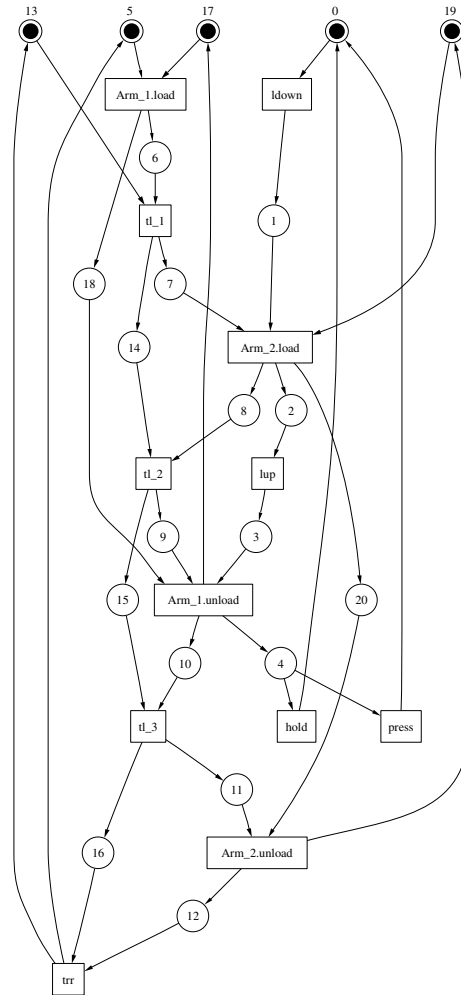 13 5 17 0 19
Arm_1.load ldown
6
tl_1 1
18 7
14 Arm_2.load
8 2
tl_2 lup
9 3
15 Arm_1.unload 20
10 4
tl_3 hold press
11
16 Arm_2.unload
12
trr